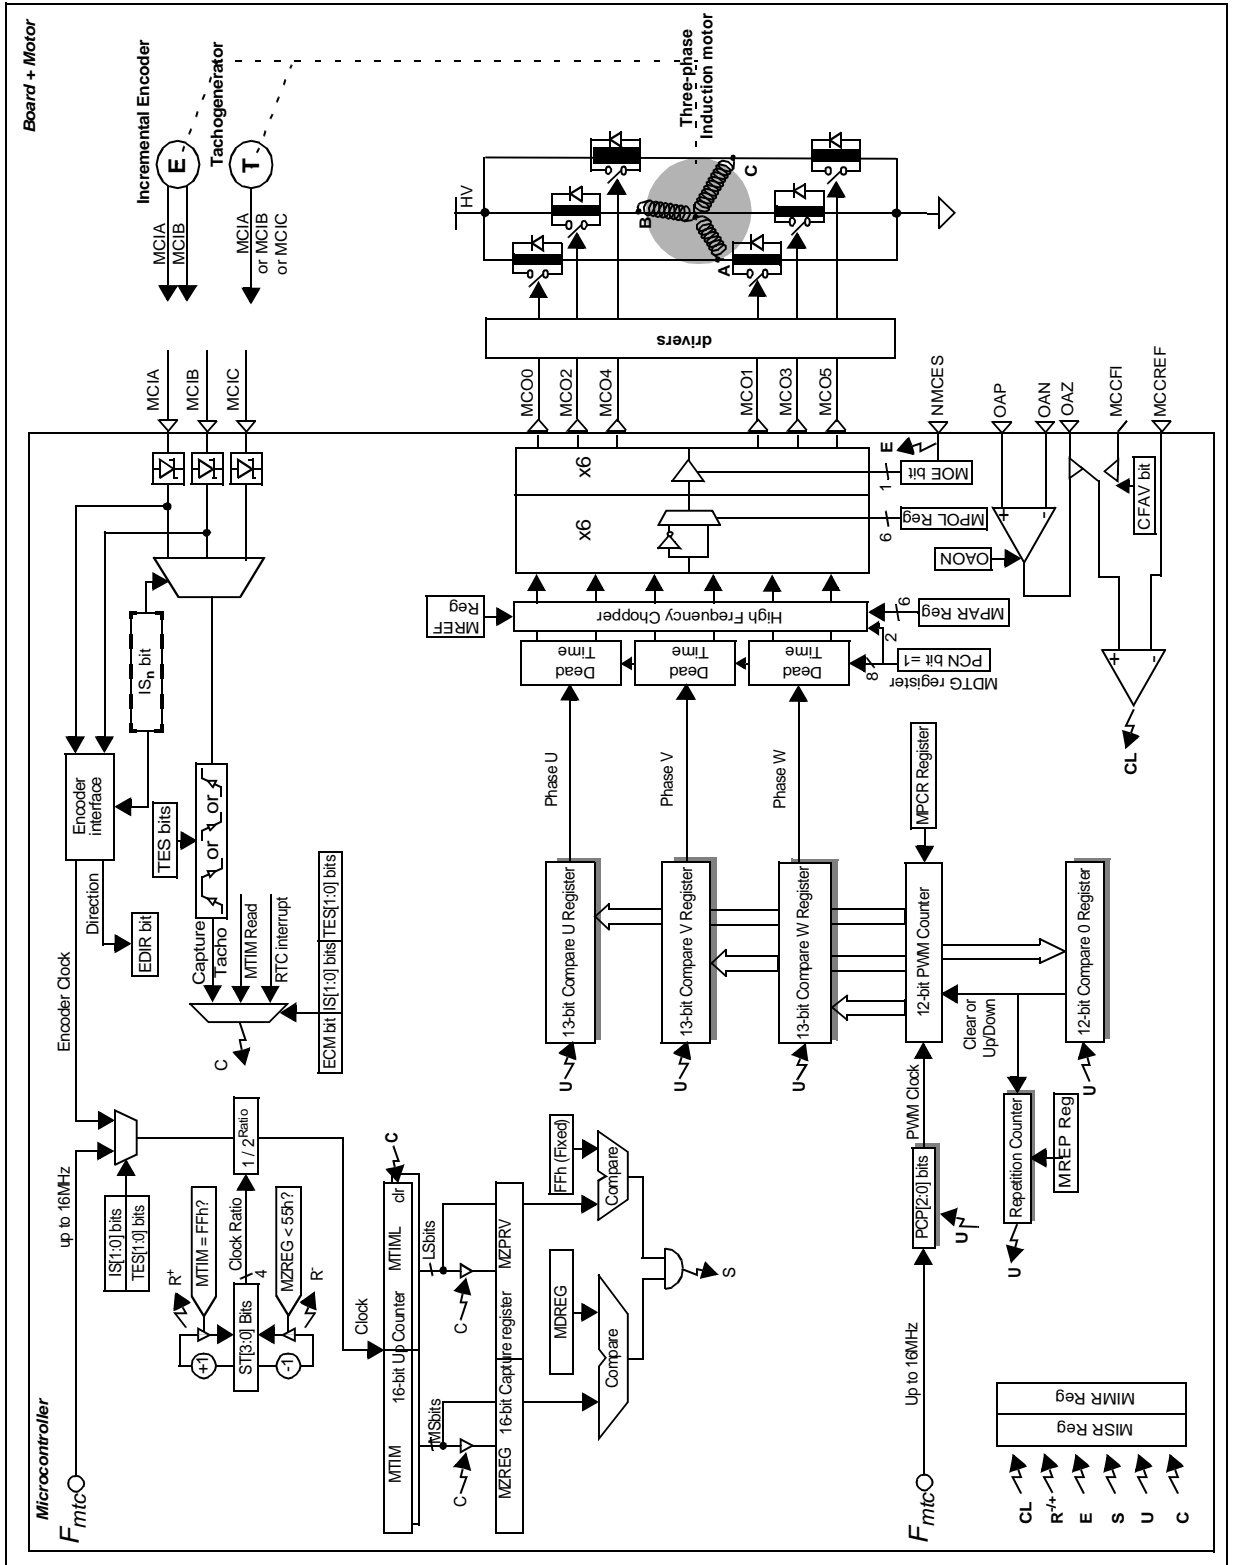 Board + Motor
Microcontroller
Incremental Encoder
E
Tachogenerator
T
MCIA
MCIB
MCIA
or MCIB
or MCIC
Three-phase
Induction motor
HV
A
B
C
drivers
MCIA
MCIB
MCIC
MCO0
MCO2
MCO4
MCO1
MCO3
MCO5
NMCES
OAP
OAN
OAZ
MCCFI
MCCREF
x6
x6
E
1
MOE bit
6
MPOL Reg
OAON
+
-
CFAV bit
+
-
CL
MREF
Reg
High Frequency Chopper
6
MPAR Reg
Dead
Time
Dead
Time
Dead
Time
8
2
PCN bit =1
MDTG register
ISn bit
Encoder
interface
TES bits
or
or
Encoder Clock
Direction
EDIR bit
Capture
Tacho
MTIM Read
RTC interrupt
C
ECM bit
IS[1:0] bits
TES[1:0] bits
Phase U
Phase V
Phase W
13-bit Compare U Register
13-bit Compare V Register
13-bit Compare W Register
U
U
U
MPCR Register
12-bit PWM Counter
12-bit Compare 0 Register
U
Clear or
Up/Down
PWM Clock
PCP[2:0] bits
U
Repetition Counter
U
MREP Reg
Up to 16MHz
Fmtc
Fmtc
up to 16MHz
IS[1:0] bits
TES[1:0] bits
1 / 2Ratio
Clock Ratio
4
R+
MTIM = FFh?
MZREG < 55h?
R-
+1
ST[3:0] Bits
-1
Clock
MTIM
16-bit Up Counter
MTIML
clr
C
MSbits
LSbits
C
C
MZREG
16-bit Capture register
MZPRV
MDREG
FFh (Fixed)
Compare
Compare
S
MISR Reg
MIMR Reg
CL
R-/+
E
S
U
C